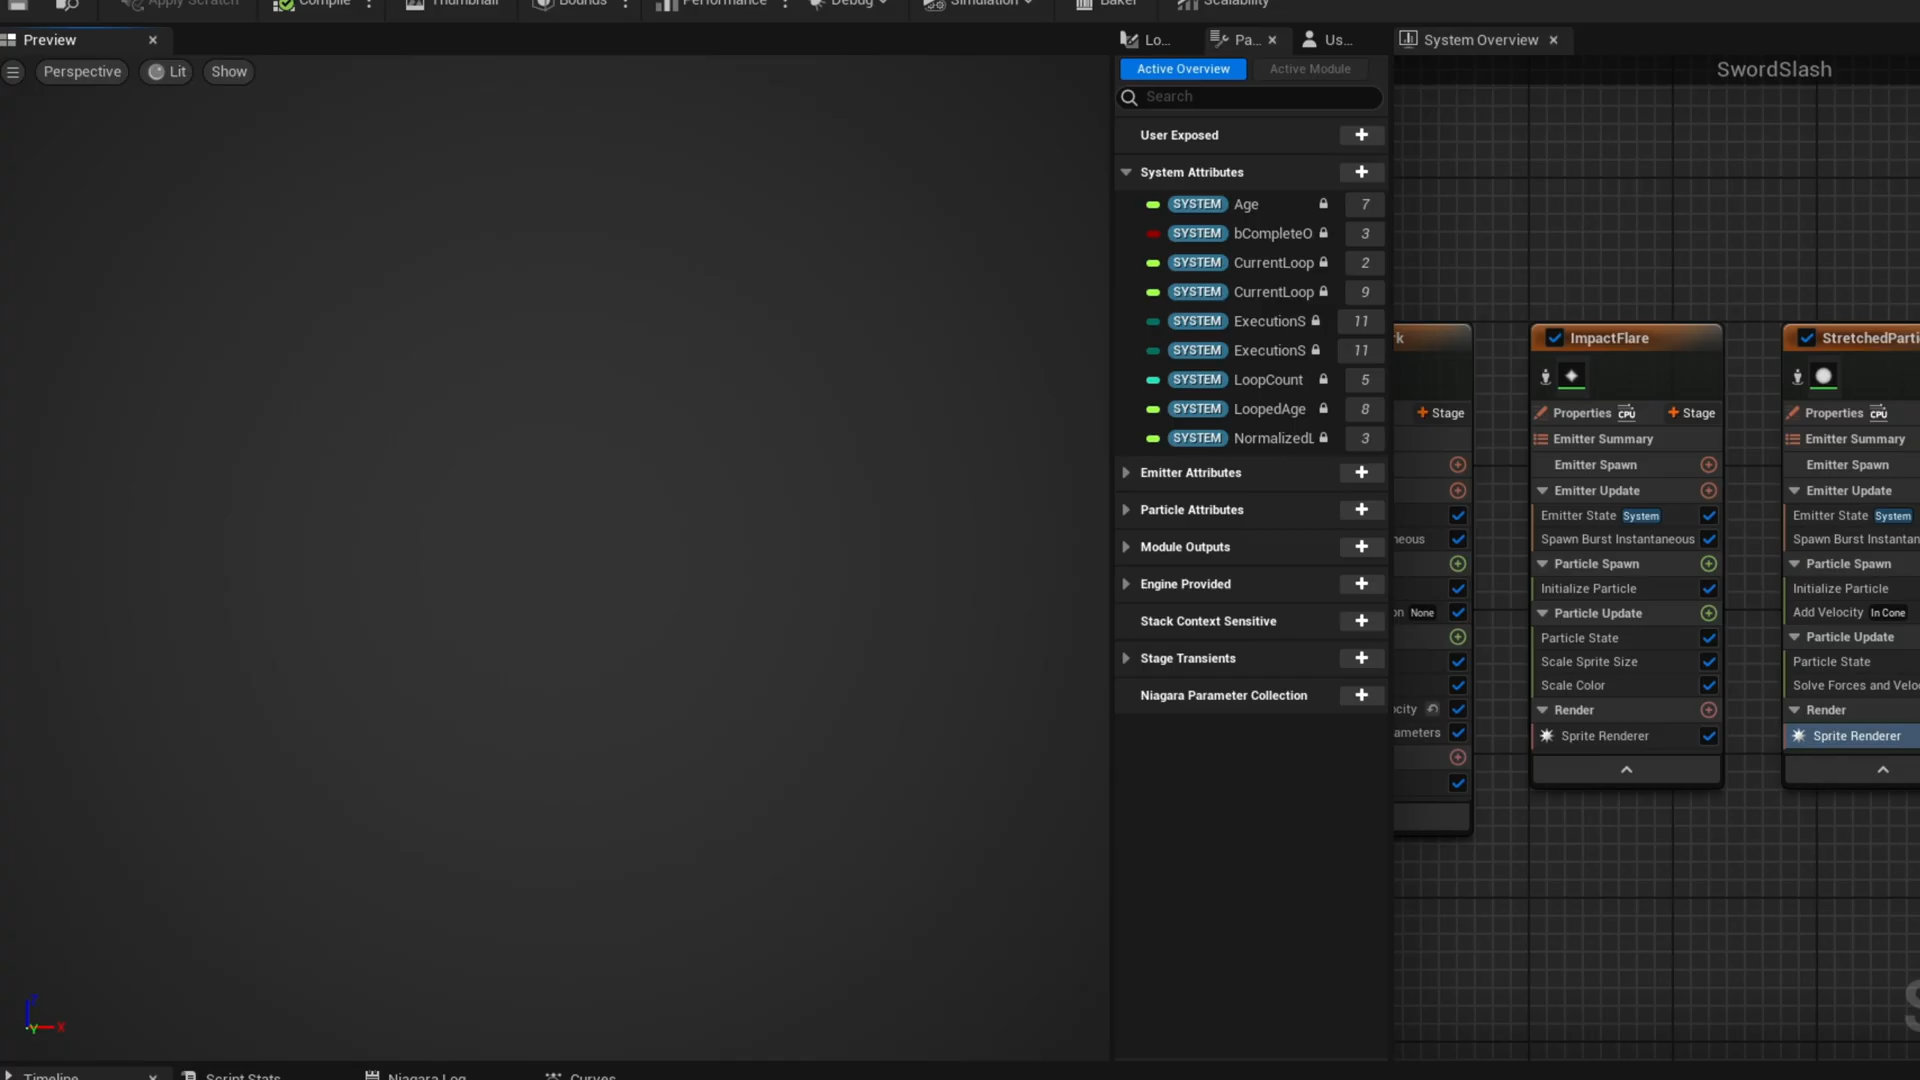 Apply Scratch
Compile
Thumbnail
Bounds
Performance
Debug
Simulation
Baker
Scalability
Preview
Lo...
Pa...
Us...
System Overview
Perspective
Lit
Show
Active Overview
Active Module
SwordSlash
Search
User Exposed
System Attributes
SYSTEM Age 7
SYSTEM bCompleteO 3
SYSTEM CurrentLoop 2
SYSTEM CurrentLoop 9
SYSTEM ExecutionS 11
SYSTEM ExecutionS 11
SYSTEM LoopCount 5
SYSTEM LoopedAge 8
SYSTEM NormalizedL 3
Emitter Attributes
Particle Attributes
Module Outputs
Engine Provided
Stack Context Sensitive
Stage Transients
Niagara Parameter Collection
rk
Stage
neous
on None
ocity
ameters
ImpactFlare
Properties CPU Stage
Emitter Summary
Emitter Spawn
Emitter Update
Emitter State System
Spawn Burst Instantaneous
Particle Spawn
Initialize Particle
Particle Update
Particle State
Scale Sprite Size
Scale Color
Render
Sprite Renderer
StretchedParti
Properties CPU
Emitter Summary
Emitter Spawn
Emitter Update
Emitter State System
Spawn Burst Instantan
Particle Spawn
Initialize Particle
Add Velocity In Cone
Particle Update
Particle State
Solve Forces and Velo
Render
Sprite Renderer
S
Z
Y X
Timeline
Script Stats
Niagara Log
Curves